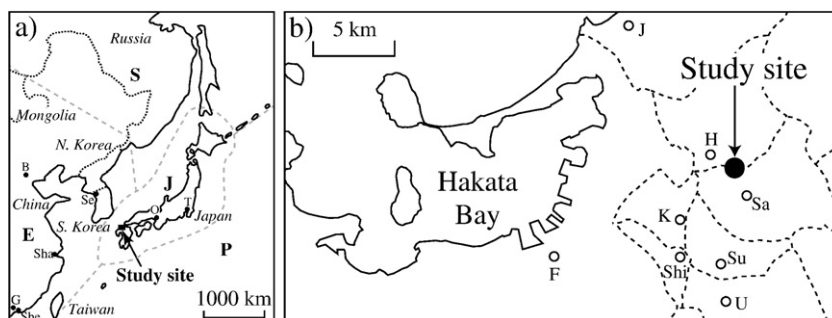 a)
Russia
S
Mongolia
N. Korea
B
J
Se
China
O
T
Japan
S. Korea
E
P
Sha
Study site
G
She
Taiwan
1000 km
b)
5 km
J
Study site
H
Hakata
Bay
Sa
K
F
Shi
Su
U